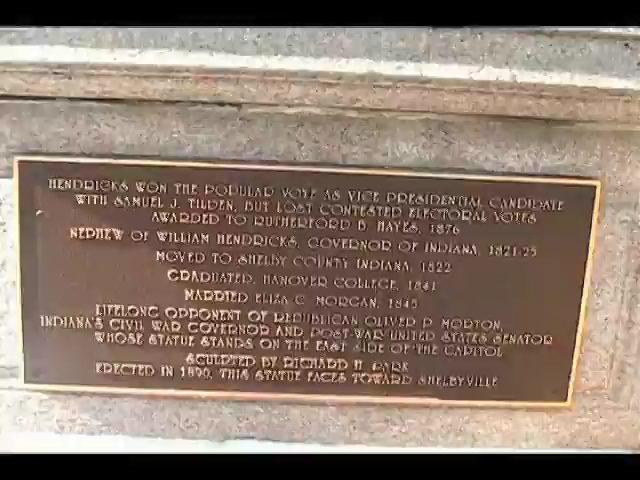 HENDRICKS WON THE POPULAR VOTE AS VICE PRESIDENTIAL CANDIDATE
WITH SAMUEL J. TILDEN, BUT LOST CONTESTED ELECTORAL VOTES
AWARDED TO RUTHERFORD B. HAYES, 1876
NEPHEW OF WILLIAM HENDRICKS, GOVERNOR OF INDIANA, 1821-25
MOVED TO SHELBY COUNTY INDIANA, 1822
GRADUATED, HANOVER COLLEGE, 1841
MARRIED ELIZA C. MORGAN, 1845
LIFELONG OPPONENT OF REPUBLICAN OLIVER P. MORTON,
INDIANA'S CIVIL WAR GOVERNOR AND POST-WAR UNITED STATES SENATOR
WHOSE STATUE STANDS ON THE EAST SIDE OF THE CAPITOL
SCULPTED BY RICHARD H. PARK
ERECTED IN 1890, THIS STATUE FACES TOWARD SHELBYVILLE